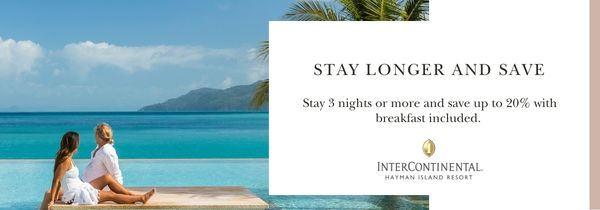 STAY LONGER AND SAVE
Stay 3 nights or more and save up to 20% with
breakfast included.
INTERCONTINENTAL.
HAYMAN ISLAND RESORT